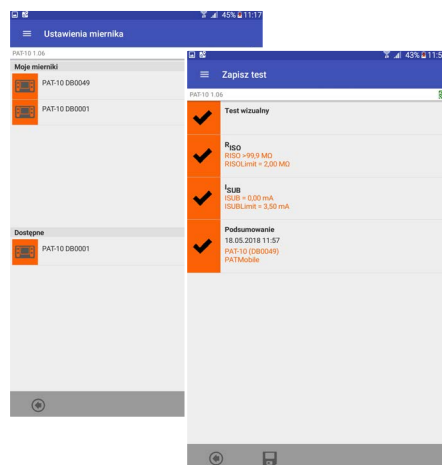 45% 11:17
Ustawienia miernika
PAT-10 1.06
Moje mierniki
PAT-10 DB0049
PAT-10 DB0001
Dostępne
PAT-10 DB0001
43% 11:5
Zapisz test
PAT-10 1.06
Test wizualny
RISO
RISO >99,9 MΩ
RISOLimit = 2,00 MΩ
ISUB
ISUB = 0,00 mA
ISUBLimit = 3,50 mA
Podsumowanie
18.05.2018 11:57
PAT-10 (DB0049)
PATMobile